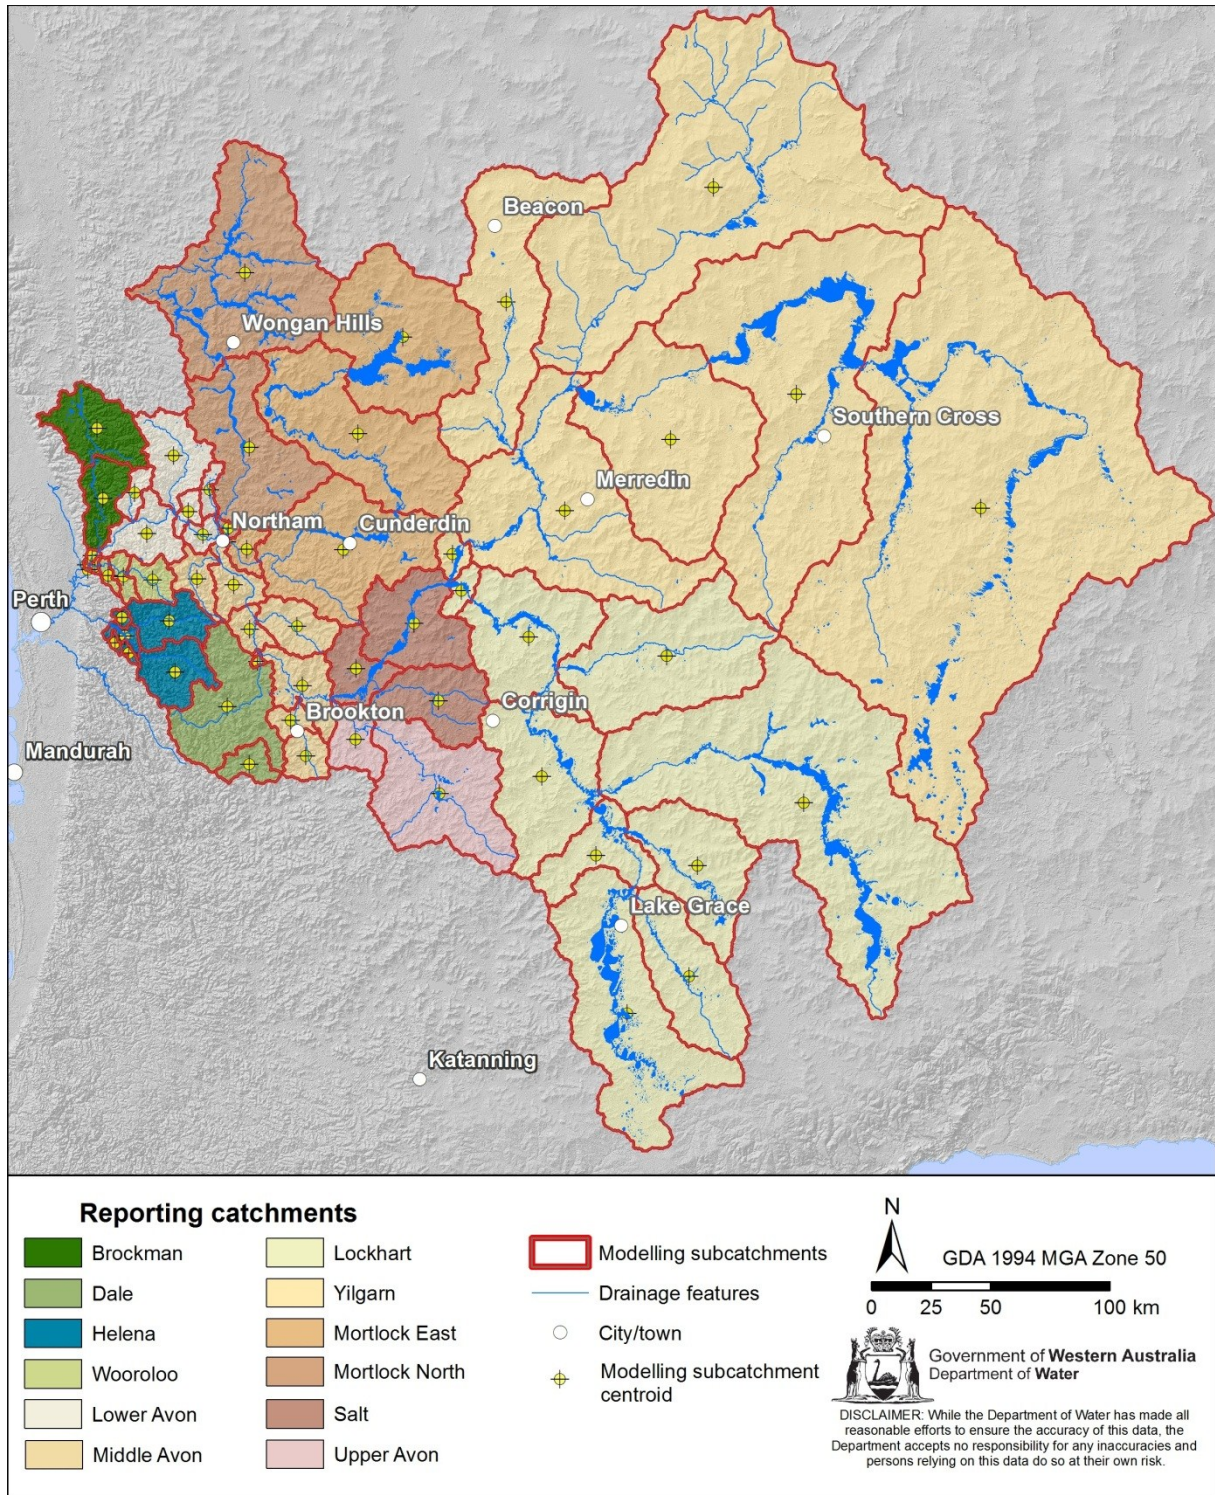 Beacon
Wongan Hills
Southern Cross
Merredin
Northam
Cunderdin
Perth
Corrigin
Brookton
Mandurah
Lake Grace
Katanning
Reporting catchments
Brockman
Dale
Helena
Wooroloo
Lower Avon
Middle Avon
Lockhart
Yilgarn
Mortlock East
Mortlock North
Salt
Upper Avon
Modelling subcatchments
Drainage features
City/town
Modelling subcatchment
centroid
N
GDA 1994 MGA Zone 50
0 25 50 100 km
Government of Western Australia
Department of Water
DISCLAIMER: While the Department of Water has made all
reasonable efforts to ensure the accuracy of this data, the
Department accepts no responsibility for any inaccuracies and
persons relying on this data do so at their own risk.